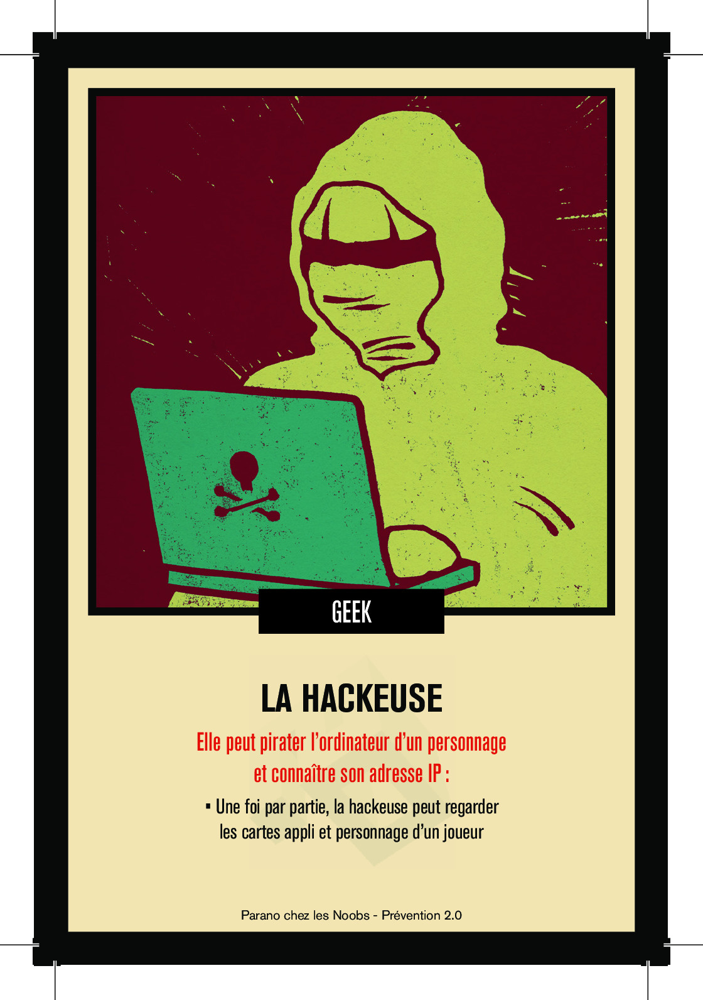 GEEK
LA HACKEUSE
Elle peut pirater l’ordinateur d’un personnage
et connaître son adresse IP :
▪ Une foi par partie, la hackeuse peut regarder
les cartes appli et personnage d’un joueur
Parano chez les Noobs - Prévention 2.0